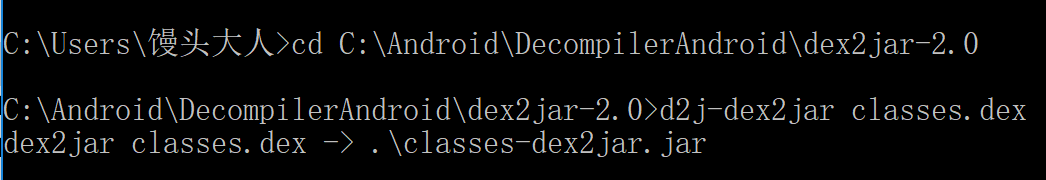 C:\Users\馒头大人>cd C:\Android\DecompilerAndroid\dex2jar-2.0
C:\Android\DecompilerAndroid\dex2jar-2.0>d2j-dex2jar classes.dex
dex2jar classes.dex -> .\classes-dex2jar.jar